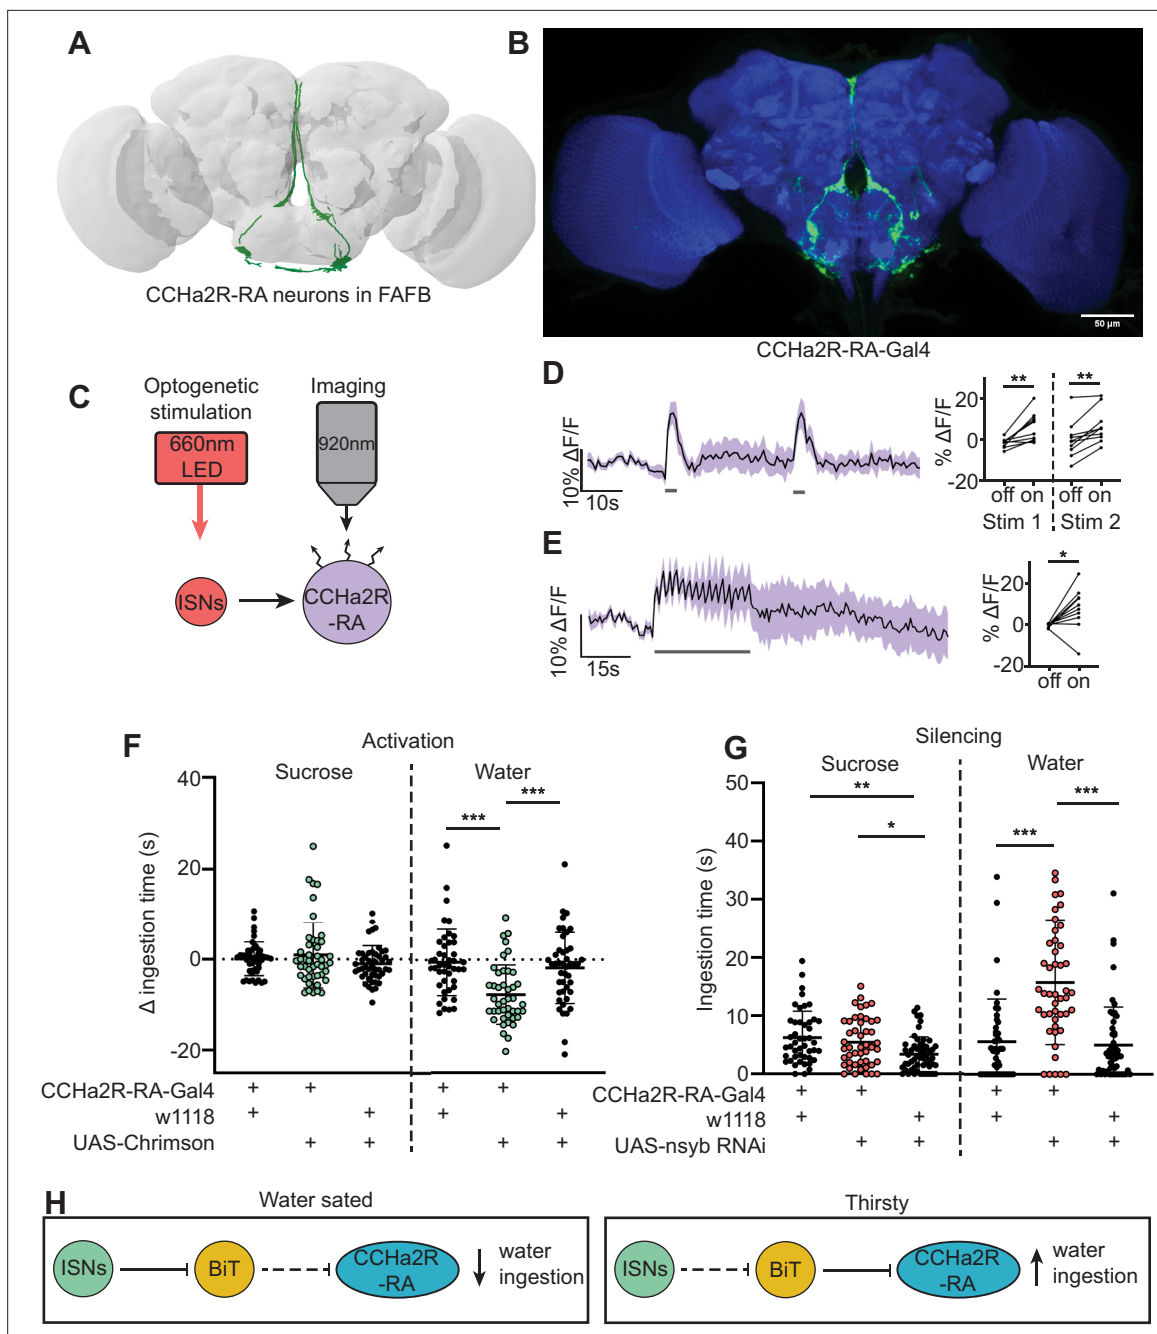 A
B
CCHa2R-RA neurons in FAFB
50 µm
CCHa2R-RA-Gal4
C
Optogenetic
stimulation
Imaging
660nm
LED
920nm
ISNs
CCHa2R
-RA
D
10% ΔF/F
10s
% ΔF/F
20
0
-20
** **
off on off on
Stim 1 Stim 2
E
10% ΔF/F
15s
% ΔF/F
20
0
-20
*
off on
F
Activation
Sucrose Water
Δ ingestion time (s)
40
20
0
-20
*** ***
CCHa2R-RA-Gal4 + + + +
w1118 + + + +
UAS-Chrimson + + + +
G
Silencing
Sucrose Water
Ingestion time (s)
50
40
30
20
10
0
** * *** ***
CCHa2R-RA-Gal4 + + + +
w1118 + + + +
UAS-nsyb RNAi + + + +
H
Water sated
ISNs BiT CCHa2R
-RA
water
ingestion
Thirsty
ISNs BiT CCHa2R
-RA
water
ingestion